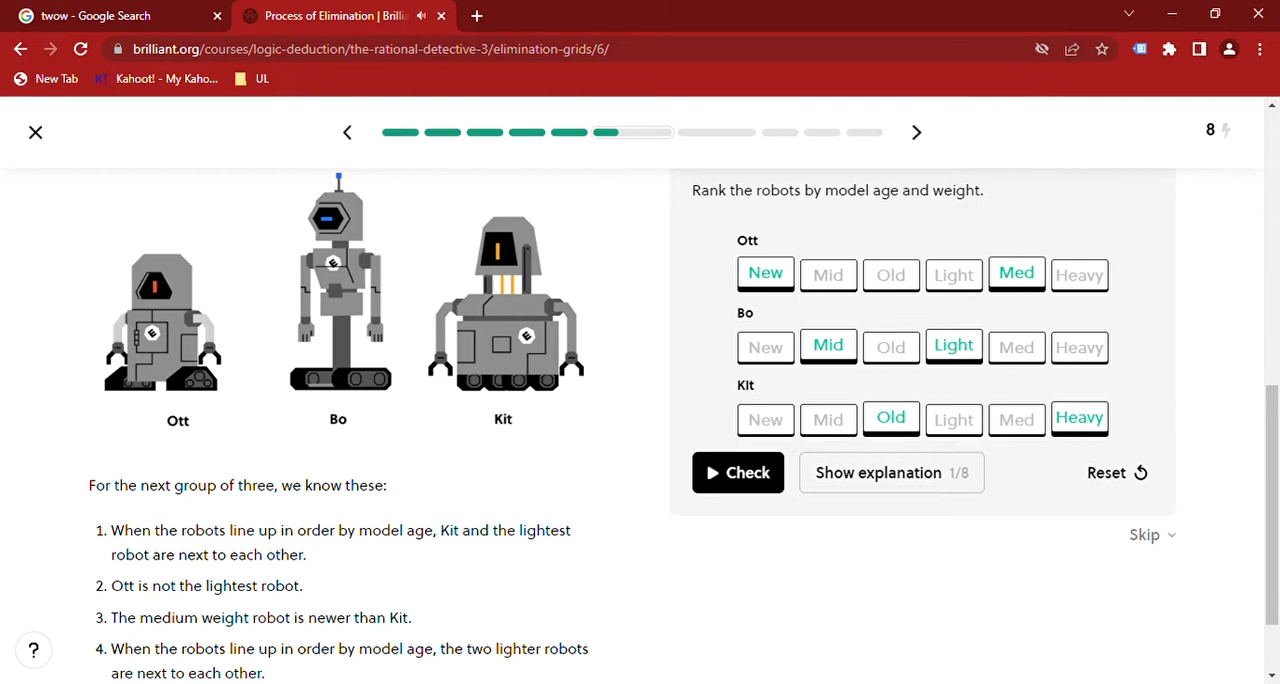 twow - Google Search
Process of Elimination | Brillia
brilliant.org/courses/logic-deduction/the-rational-detective-3/elimination-grids/6/
New Tab
K! Kahoot! - My Kaho...
UL
8
Rank the robots by model age and weight.
Ott
New Mid Old Light Med Heavy
Bo
New Mid Old Light Med Heavy
Kit
New Mid Old Light Med Heavy
Check
Show explanation 1/8
Reset
Skip
E
E
E
Ott
Bo
Kit
For the next group of three, we know these:
1. When the robots line up in order by model age, Kit and the lightest
robot are next to each other.
2. Ott is not the lightest robot.
3. The medium weight robot is newer than Kit.
4. When the robots line up in order by model age, the two lighter robots
are next to each other.
?